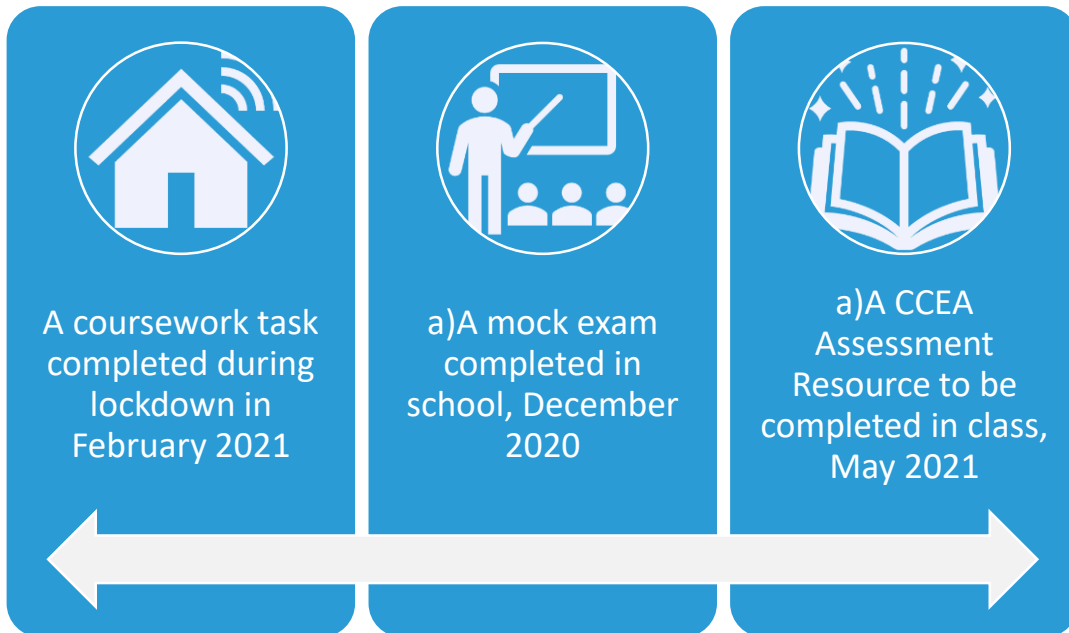 A coursework task
completed during
lockdown in
February 2021
a)A mock exam
completed in
school, December
2020
a)A CCEA
Assessment
Resource to be
completed in class,
May 2021